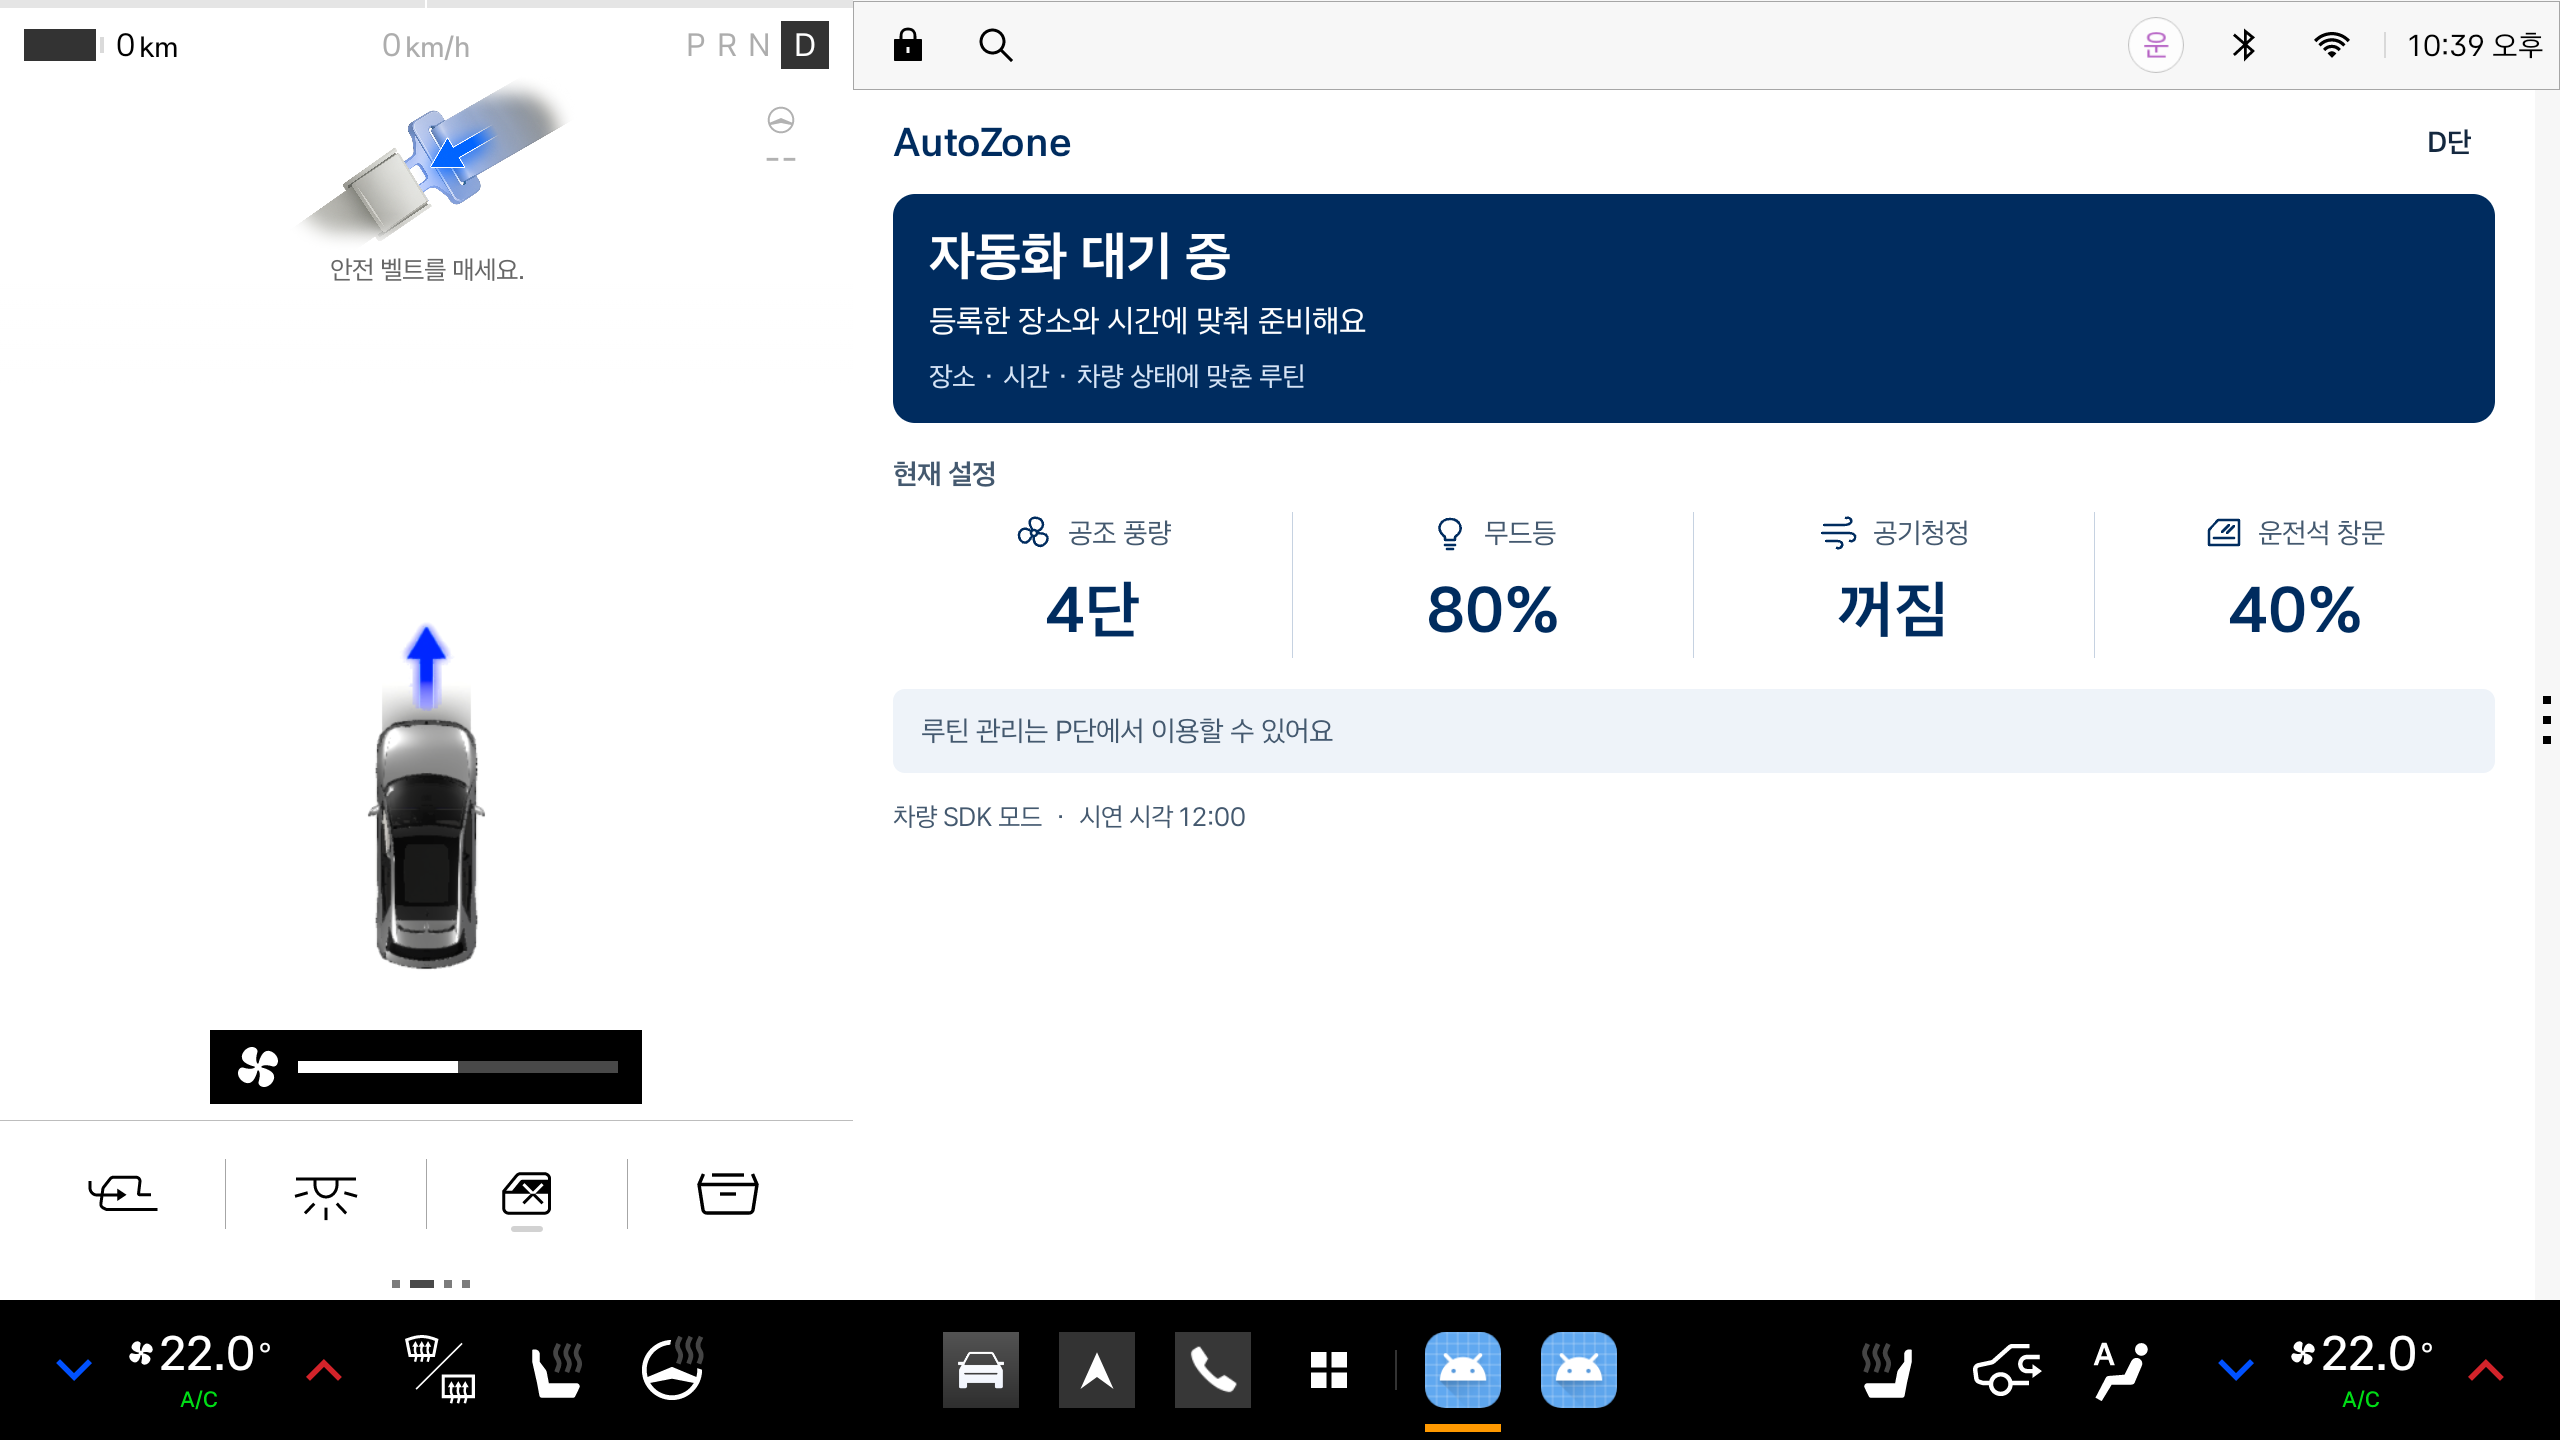 0 km
0 km/h
P R N D
안전 벨트를 매세요.
--
운
10:39 오후
AutoZone
D단
자동화 대기 중
등록한 장소와 시간에 맞춰 준비해요
장소 · 시간 · 차량 상태에 맞춘 루틴
현재 설정
공조 풍량
4단
무드등
80%
공기청정
꺼짐
운전석 창문
40%
루틴 관리는 P단에서 이용할 수 있어요
차량 SDK 모드 · 시연 시각 12:00
22.0°
A/C
A
22.0°
A/C